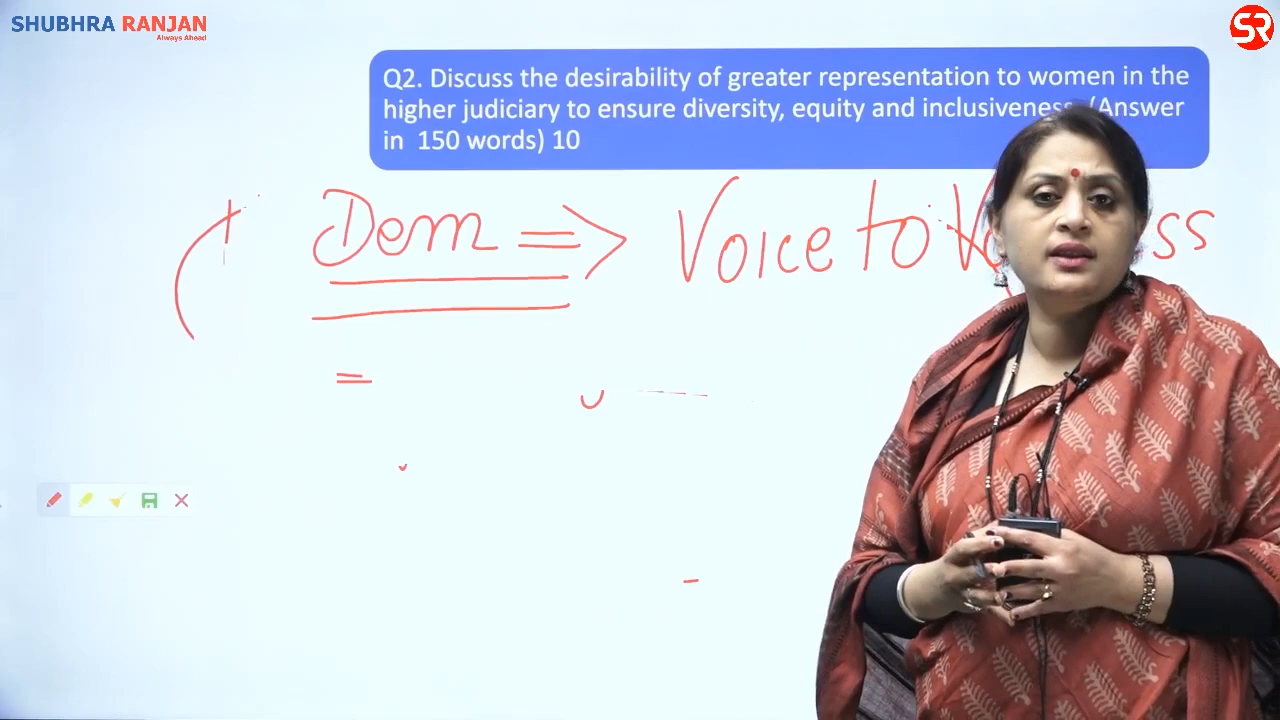 SHUBHRA RANJAN
Always Ahead
SR
Q2. Discuss the desirability of greater representation to women in the
higher judiciary to ensure diversity, equity and inclusiveness. (Answer
in 150 words) 10
Dem => Voice to